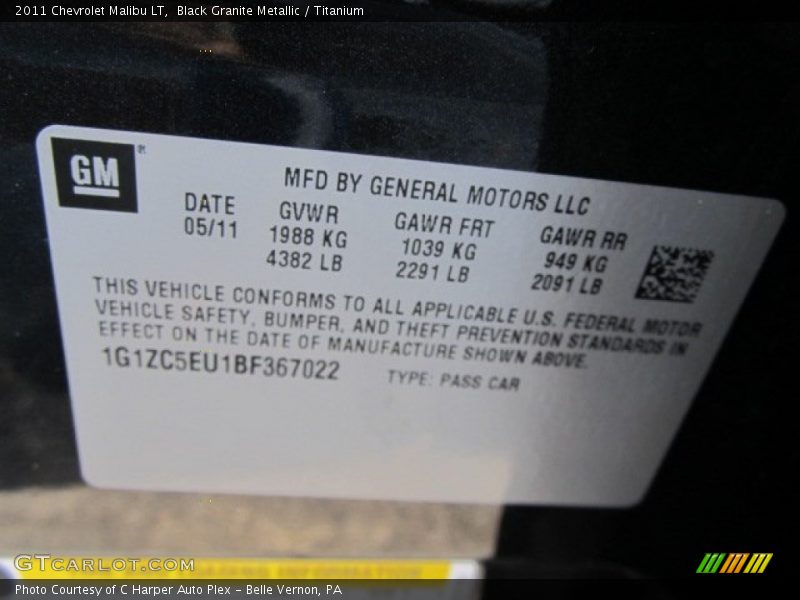 2011 Chevrolet Malibu LT, Black Granite Metallic / Titanium
GM®
MFD BY GENERAL MOTORS LLC
DATE GVWR GAWR FRT GAWR RR
05/11 1988 KG 1039 KG 949 KG
4382 LB 2291 LB 2091 LB
THIS VEHICLE CONFORMS TO ALL APPLICABLE U.S. FEDERAL MOTOR
VEHICLE SAFETY, BUMPER, AND THEFT PREVENTION STANDARDS IN
EFFECT ON THE DATE OF MANUFACTURE SHOWN ABOVE.
1G1ZC5EU1BF367022 TYPE: PASS CAR
GTCARLOT.COM
Photo Courtesy of C Harper Auto Plex - Belle Vernon, PA